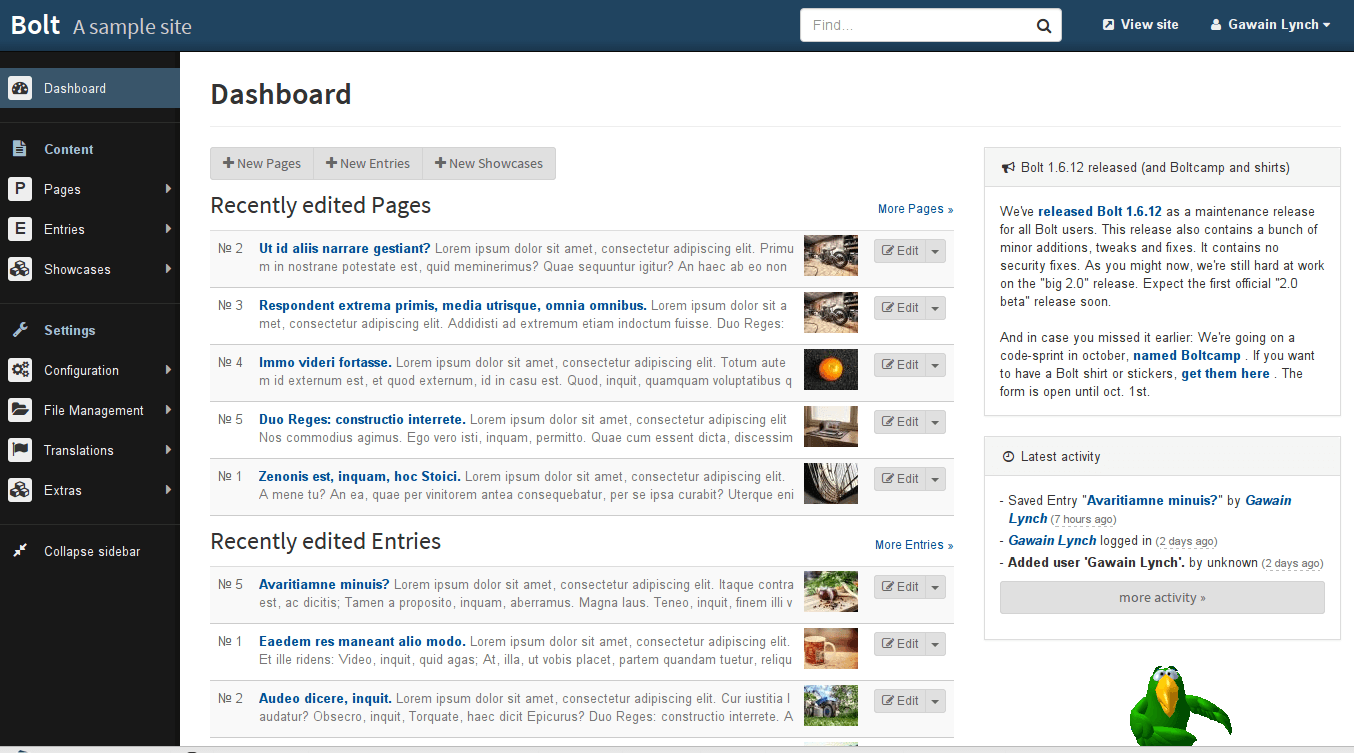 Bolt A sample site
Find...
View site
Gawain Lynch
Dashboard
Content
P Pages
E Entries
Showcases
Settings
Configuration
File Management
Translations
Extras
Collapse sidebar
Dashboard
New Pages New Entries New Showcases
Recently edited Pages
More Pages »
№ 2 Ut id aliis narrare gestiant? Lorem ipsum dolor sit amet, consectetur adipiscing elit. Primu
m in nostrane potestate est, quid meminerimus? Quae sequuntur igitur? An haec ab eo non
Edit
№ 3 Respondent extrema primis, media utrisque, omnia omnibus. Lorem ipsum dolor sit a
met, consectetur adipiscing elit. Addidisti ad extremum etiam indoctum fuisse. Duo Reges:
Edit
№ 4 Immo videri fortasse. Lorem ipsum dolor sit amet, consectetur adipiscing elit. Totum aute
m id externum est, et quod externum, id in casu est. Quod, inquit, quamquam voluptatibus q
Edit
№ 5 Duo Reges: constructio interrete. Lorem ipsum dolor sit amet, consectetur adipiscing elit
Nos commodius agimus. Ego vero isti, inquam, permitto. Quae cum essent dicta, discessim
Edit
№ 1 Zenonis est, inquam, hoc Stoici. Lorem ipsum dolor sit amet, consectetur adipiscing elit.
A mene tu? An ea, quae per vinitorem antea consequebatur, per se ipsa curabit? Uterque eni
Edit
Recently edited Entries
More Entries »
№ 5 Avaritiamne minuis? Lorem ipsum dolor sit amet, consectetur adipiscing elit. Itaque contra
est, ac dicitis; Tamen a proposito, inquam, aberramus. Magna laus. Teneo, inquit, finem illi v
Edit
№ 1 Eaedem res maneant alio modo. Lorem ipsum dolor sit amet, consectetur adipiscing elit.
Et ille ridens: Video, inquit, quid agas; At, illa, ut vobis placet, partem quandam tuetur, reliqu
Edit
№ 2 Audeo dicere, inquit. Lorem ipsum dolor sit amet, consectetur adipiscing elit. Cur iustitia l
audatur? Obsecro, inquit, Torquate, haec dicit Epicurus? Duo Reges: constructio interrete. A
Edit
Bolt 1.6.12 released (and Boltcamp and shirts)
We've released Bolt 1.6.12 as a maintenance release
for all Bolt users. This release also contains a bunch of
minor additions, tweaks and fixes. It contains no
security fixes. As you might now, we're still hard at work
on the "big 2.0" release. Expect the first official "2.0
beta" release soon.
And in case you missed it earlier: We're going on a
code-sprint in october, named Boltcamp . If you want
to have a Bolt shirt or stickers, get them here . The
form is open until oct. 1st.
Latest activity
- Saved Entry "Avaritiamne minuis?" by Gawain
Lynch (7 hours ago)
- Gawain Lynch logged in (2 days ago)
- Added user 'Gawain Lynch'. by unknown (2 days ago)
more activity »